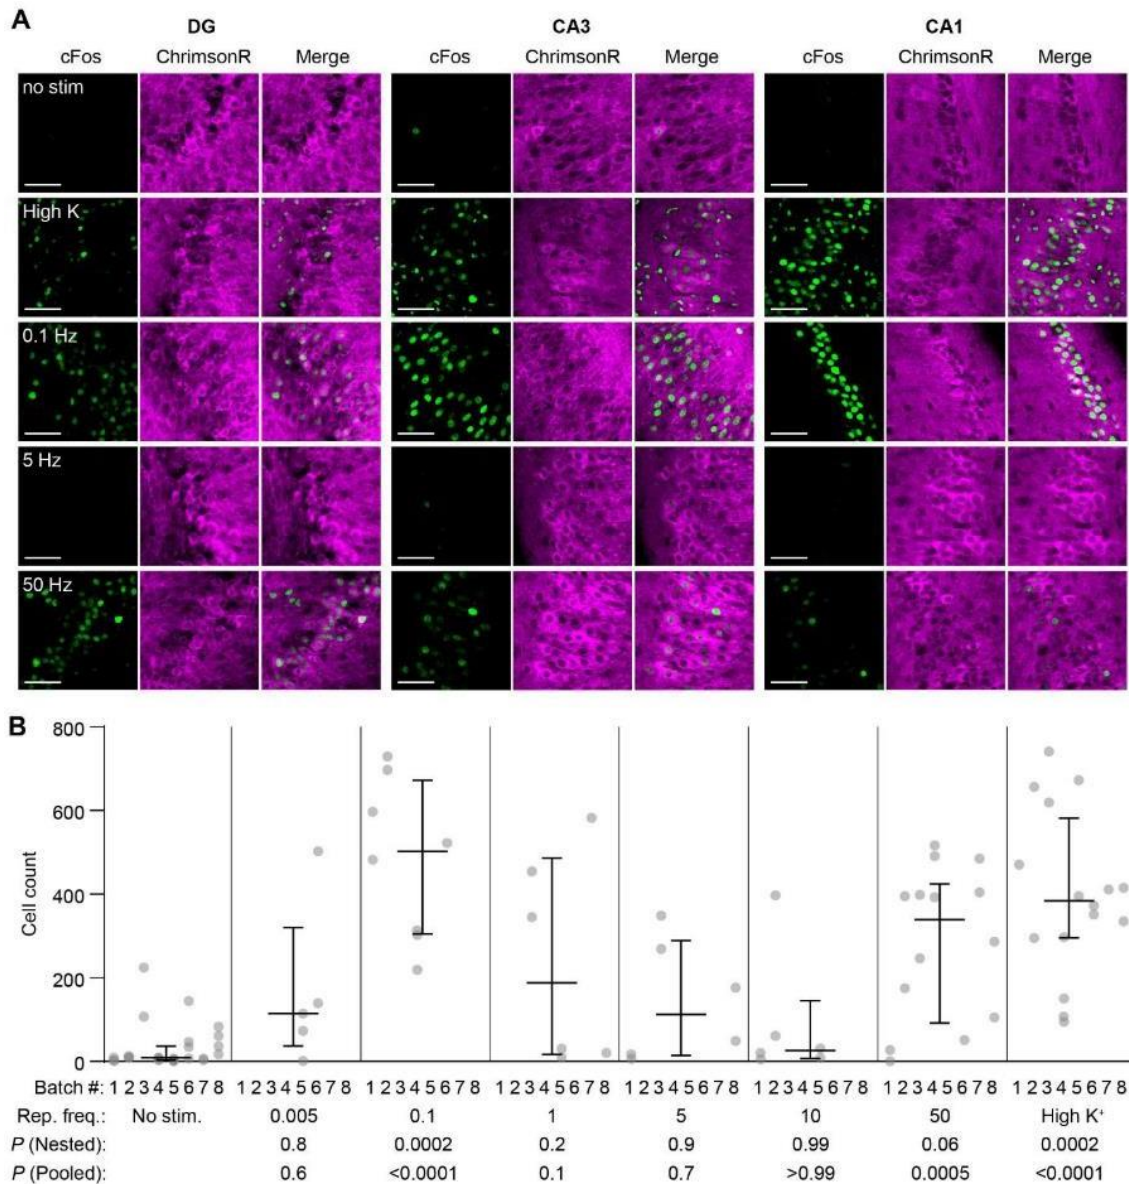 A
DG CA3 CA1
cFos ChrimsonR Merge cFos ChrimsonR Merge cFos ChrimsonR Merge
no stim
High K
0.1 Hz
5 Hz
50 Hz
B
800
600
400
200
0
Cell count
Batch #: 1 2 3 4 5 6 7 8 1 2 3 4 5 6 7 8 1 2 3 4 5 6 7 8 1 2 3 4 5 6 7 8 1 2 3 4 5 6 7 8 1 2 3 4 5 6 7 8 1 2 3 4 5 6 7 8 1 2 3 4 5 6 7 8
Rep. freq.: No stim. 0.005 0.1 1 5 10 50 High K⁺
P (Nested): 0.8 0.0002 0.2 0.9 0.99 0.06 0.0002
P (Pooled): 0.6 <0.0001 0.1 0.7 >0.99 0.0005 <0.0001